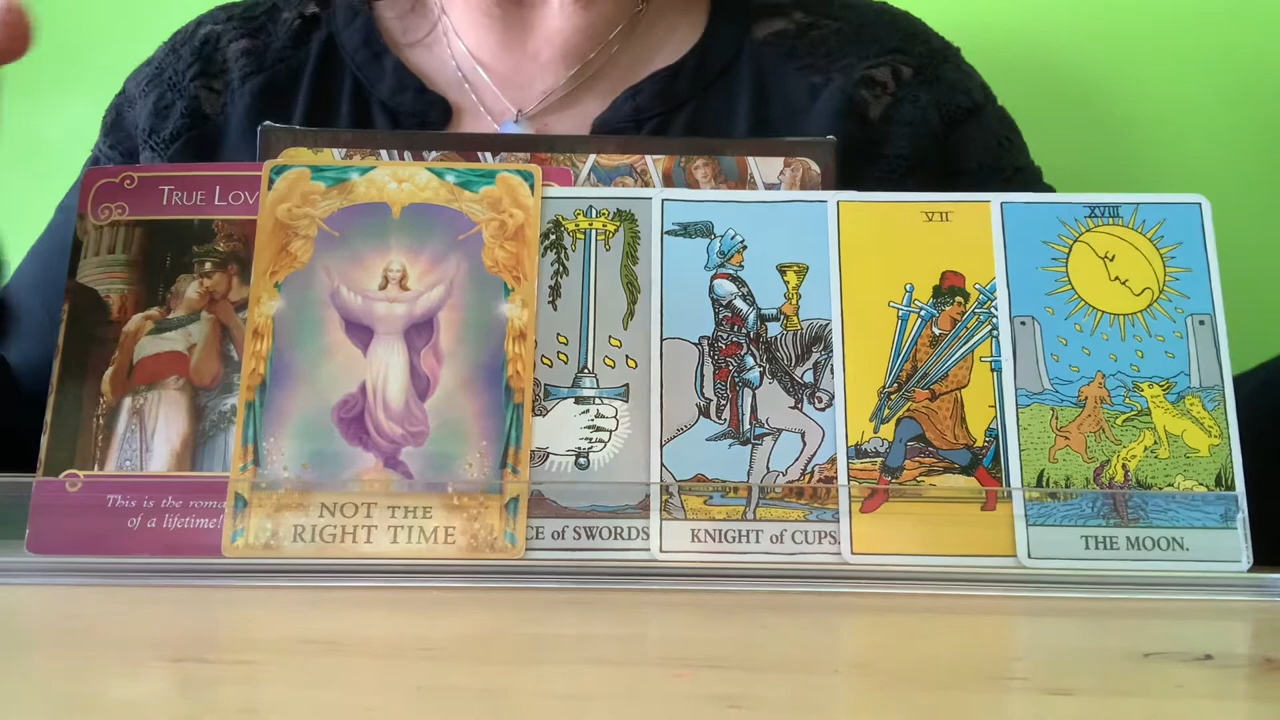 TRUE LOV
This is the roma
of a lifetime!
NOT THE
RIGHT TIME
CE of SWORDS
KNIGHT of CUPS.
VII
XVIII
THE MOON.